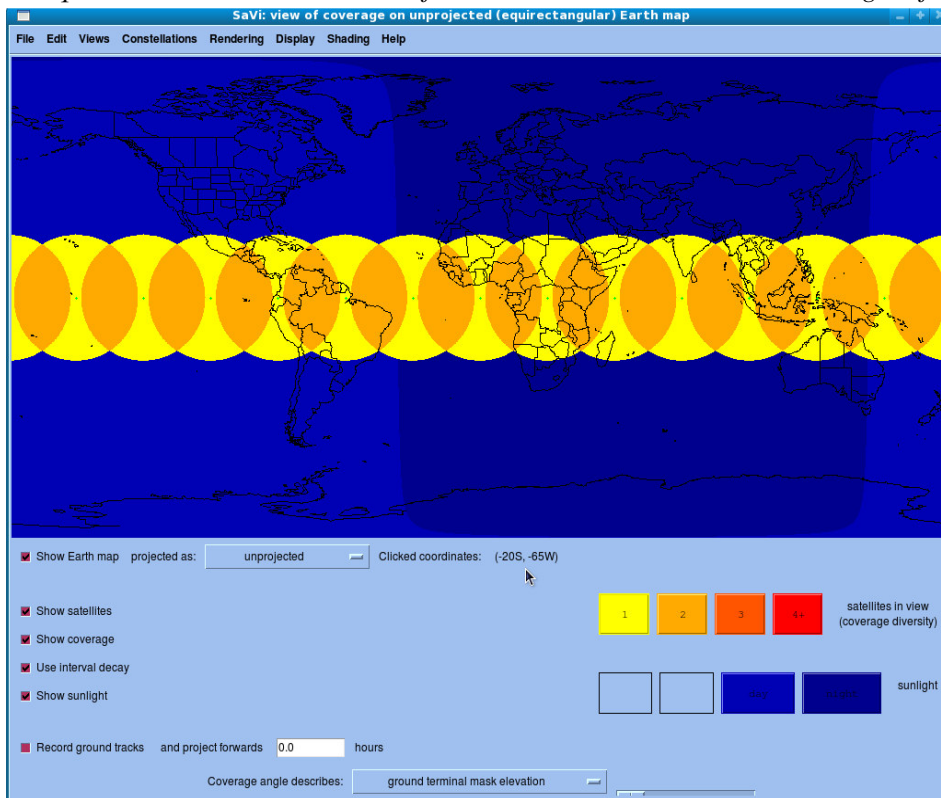 SaVi: view of coverage on unprojected (equirectangular) Earth map
File Edit Views Constellations Rendering Display Shading Help
Show Earth map projected as: unprojected Clicked coordinates: (-20S, -65W)
Show satellites
Show coverage
Use interval decay
Show sunlight
1 2 3 4+ satellites in view
(coverage diversity)
day night sunlight
Record ground tracks and project forwards 0.0 hours
Coverage angle describes: ground terminal mask elevation